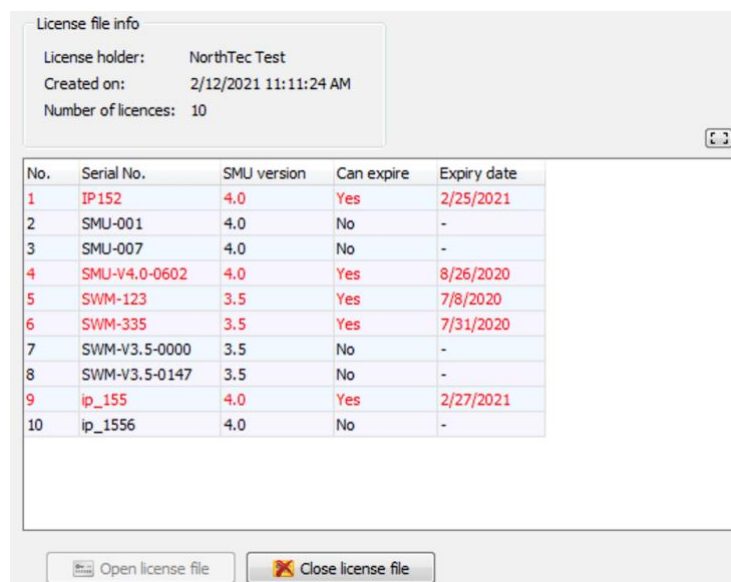 License file info
License holder: NorthTec Test
Created on: 2/12/2021 11:11:24 AM
Number of licences: 10
No. Serial No. SMU version Can expire Expiry date
1 IP152 4.0 Yes 2/25/2021
2 SMU-001 4.0 No -
3 SMU-007 4.0 No -
4 SMU-V4.0-0602 4.0 Yes 8/26/2020
5 SWM-123 3.5 Yes 7/8/2020
6 SWM-335 3.5 Yes 7/31/2020
7 SWM-V3.5-0000 3.5 No -
8 SWM-V3.5-0147 3.5 No -
9 ip_155 4.0 Yes 2/27/2021
10 ip_1556 4.0 No -
Open license file Close license file